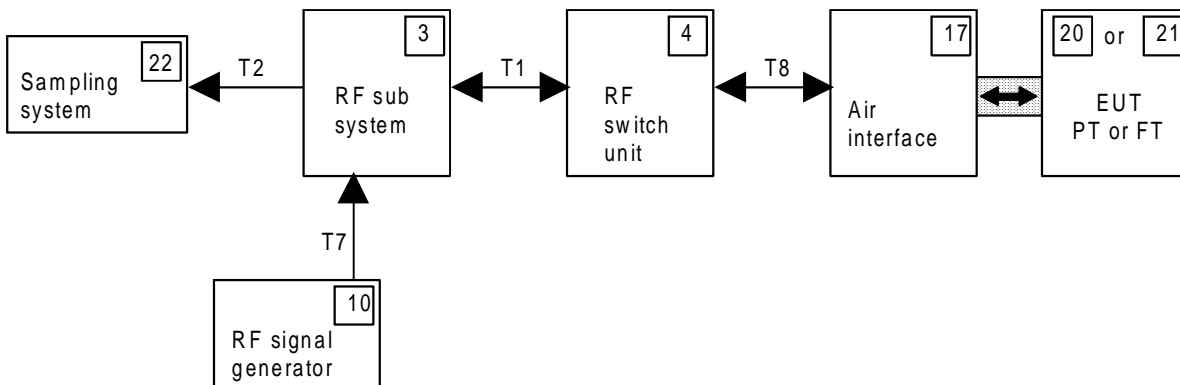 22
Sampling
system
T2
3
RF sub
system
T1
4
RF
switch
unit
T8
17
Air
interface
20 or 21
EUT
PT or FT
T7
10
RF signal
generator